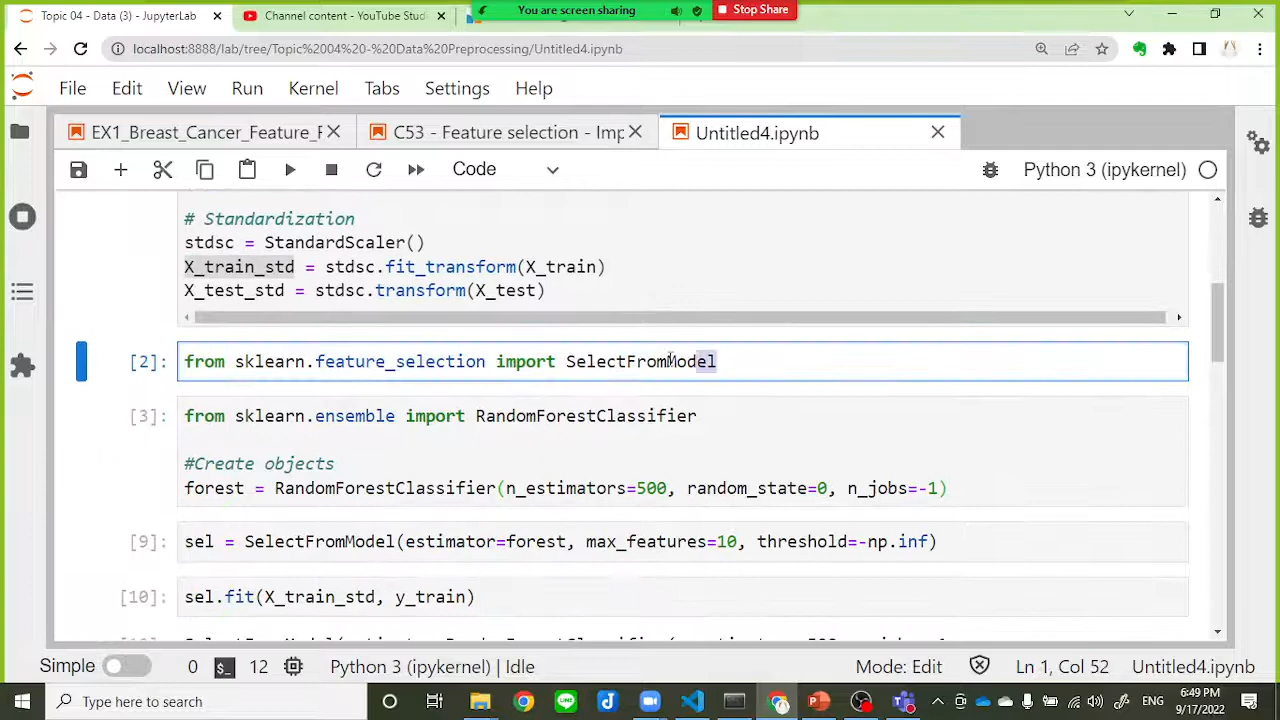 Topic 04 - Data (3) - JupyterLab
Channel content - YouTube Studi
You are screen sharing
Stop Share
localhost:8888/lab/tree/Topic%2004%20-%20Data%20Preprocessing/Untitled4.ipynb
File Edit View Run Kernel Tabs Settings Help
EX1_Breast_Cancer_Feature_F
C53 - Feature selection - Imp
Untitled4.ipynb
Code
Python 3 (ipykernel)
# Standardization
stdsc = StandardScaler()
X_train_std = stdsc.fit_transform(X_train)
X_test_std = stdsc.transform(X_test)
[2]: from sklearn.feature_selection import SelectFromModel
[3]: from sklearn.ensemble import RandomForestClassifier
#Create objects
forest = RandomForestClassifier(n_estimators=500, random_state=0, n_jobs=-1)
[9]: sel = SelectFromModel(estimator=forest, max_features=10, threshold=-np.inf)
[10]: sel.fit(X_train_std, y_train)
Simple 0 12 Python 3 (ipykernel) | Idle Mode: Edit Ln 1, Col 52 Untitled4.ipynb
Type here to search
ENG
6:49 PM
9/17/2022